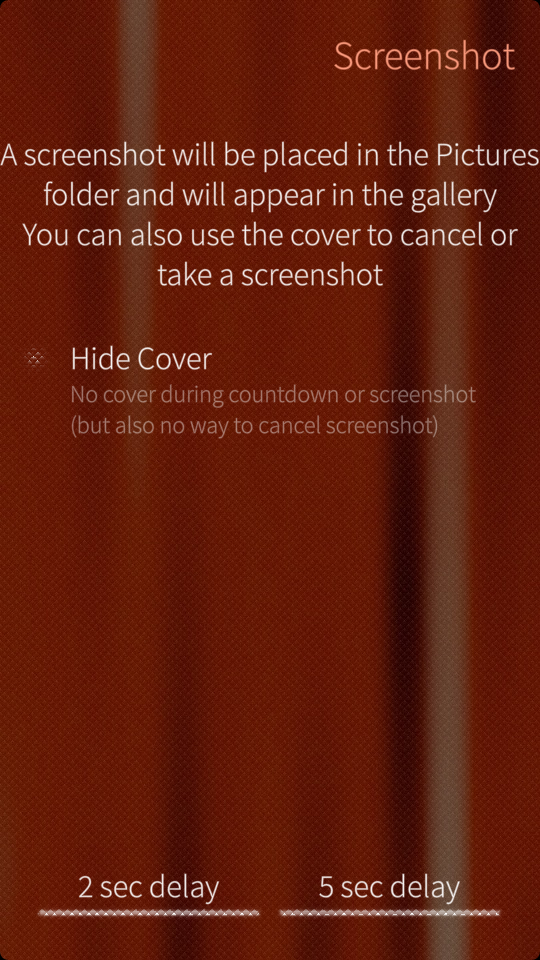 Screenshot
A screenshot will be placed in the Pictures
folder and will appear in the gallery
You can also use the cover to cancel or
take a screenshot
Hide Cover
No cover during countdown or screenshot
(but also no way to cancel screenshot)
2 sec delay
5 sec delay